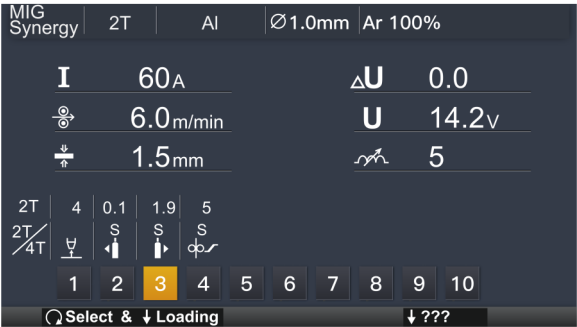 MIG
Synergy 2T Al Ø1.0mm Ar 100%
I 60A ΔU 0.0
6.0m/min U 14.2V
1.5mm 5
2T 4 0.1 1.9 5
2T/4T S S S
1 2 3 4 5 6 7 8 9 10
Select & ↓ Loading ↓ ???